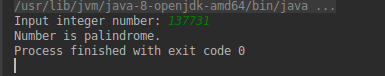 /usr/lib/jvm/java-8-openjdk-amd64/bin/java ...
Input integer number: 137731
Number is palindrome.
Process finished with exit code 0